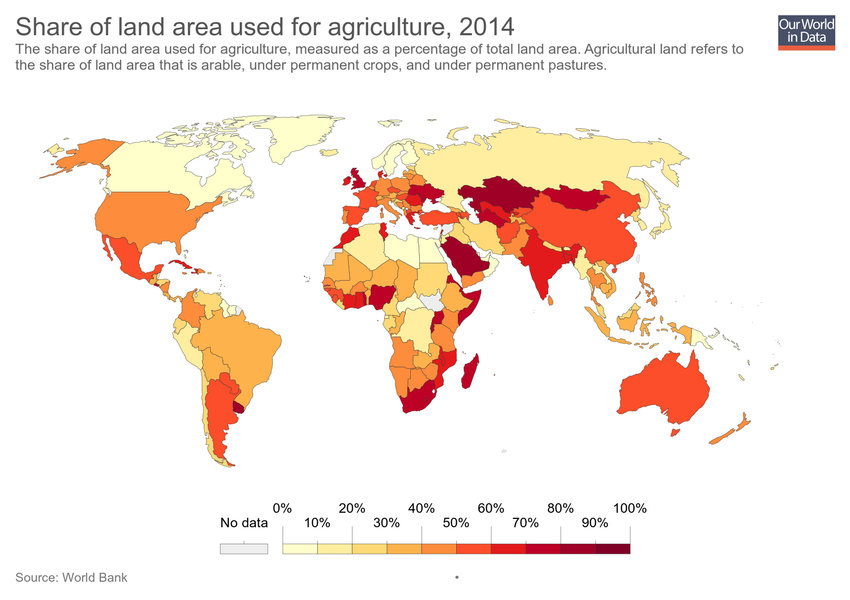 Share of land area used for agriculture, 2014
Our World
in Data
The share of land area used for agriculture, measured as a percentage of total land area. Agricultural land refers to
the share of land area that is arable, under permanent crops, and under permanent pastures.
0% 20% 40% 60% 80% 100%
No data 10% 30% 50% 70% 90%
Source: World Bank